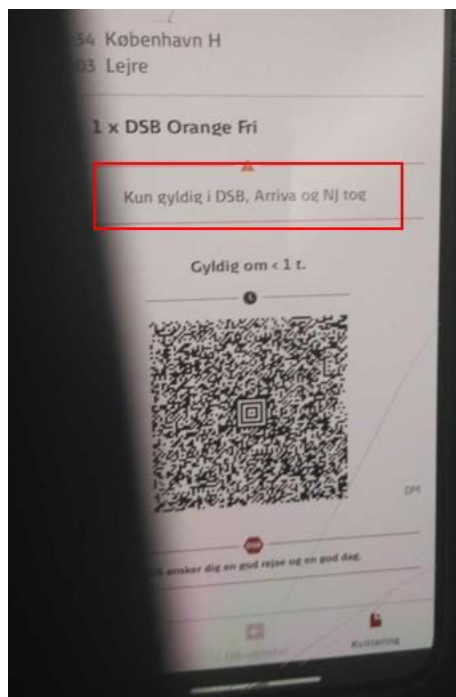 København H
Lejre
1 x DSB Orange Fri
Kun gyldig i DSB, Arriva og NJ tog
Gyldig om < 1 t.
DSB
ønsker dig en god rejse og en god dag.
Kvittering